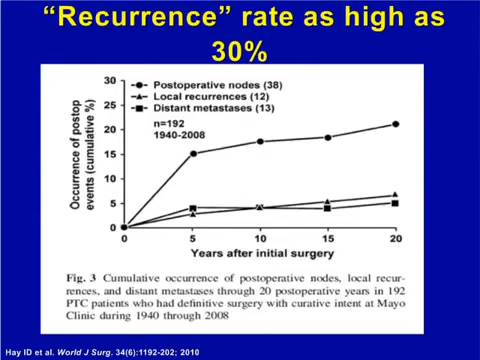 “Recurrence” rate as high as
30%
30
25
20
15
10
5
0
Occurrence of postop
events (cumulative %)
Postoperative nodes (38)
Local recurrences (12)
Distant metastases (13)
n=192
1940-2008
0 5 10 15 20
Years after initial surgery
Fig. 3 Cumulative occurrence of postoperative nodes, local recur-
rences, and distant metastases through 20 postoperative years in 192
PTC patients who had definitive surgery with curative intent at Mayo
Clinic during 1940 through 2008
Hay ID et al. World J Surg. 34(6):1192-202; 2010